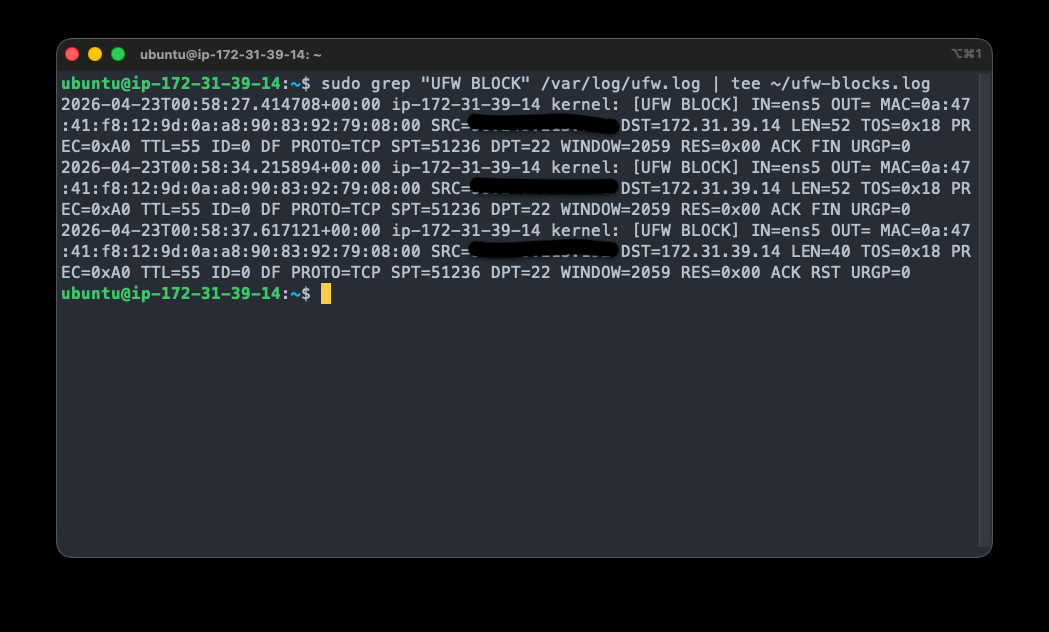 ubuntu@ip-172-31-39-14: ~
⌥⌘1
ubuntu@ip-172-31-39-14:~$ sudo grep "UFW BLOCK" /var/log/ufw.log | tee ~/ufw-blocks.log
2026-04-23T00:58:27.414708+00:00 ip-172-31-39-14 kernel: [UFW BLOCK] IN=ens5 OUT= MAC=0a:47
:41:f8:12:9d:0a:a8:90:83:92:79:08:00 SRC= DST=172.31.39.14 LEN=52 TOS=0x18 PR
EC=0xA0 TTL=55 ID=0 DF PROTO=TCP SPT=51236 DPT=22 WINDOW=2059 RES=0x00 ACK FIN URGP=0
2026-04-23T00:58:34.215894+00:00 ip-172-31-39-14 kernel: [UFW BLOCK] IN=ens5 OUT= MAC=0a:47
:41:f8:12:9d:0a:a8:90:83:92:79:08:00 SRC= DST=172.31.39.14 LEN=52 TOS=0x18 PR
EC=0xA0 TTL=55 ID=0 DF PROTO=TCP SPT=51236 DPT=22 WINDOW=2059 RES=0x00 ACK FIN URGP=0
2026-04-23T00:58:37.617121+00:00 ip-172-31-39-14 kernel: [UFW BLOCK] IN=ens5 OUT= MAC=0a:47
:41:f8:12:9d:0a:a8:90:83:92:79:08:00 SRC= DST=172.31.39.14 LEN=40 TOS=0x18 PR
EC=0xA0 TTL=55 ID=0 DF PROTO=TCP SPT=51236 DPT=22 WINDOW=2059 RES=0x00 ACK RST URGP=0
ubuntu@ip-172-31-39-14:~$